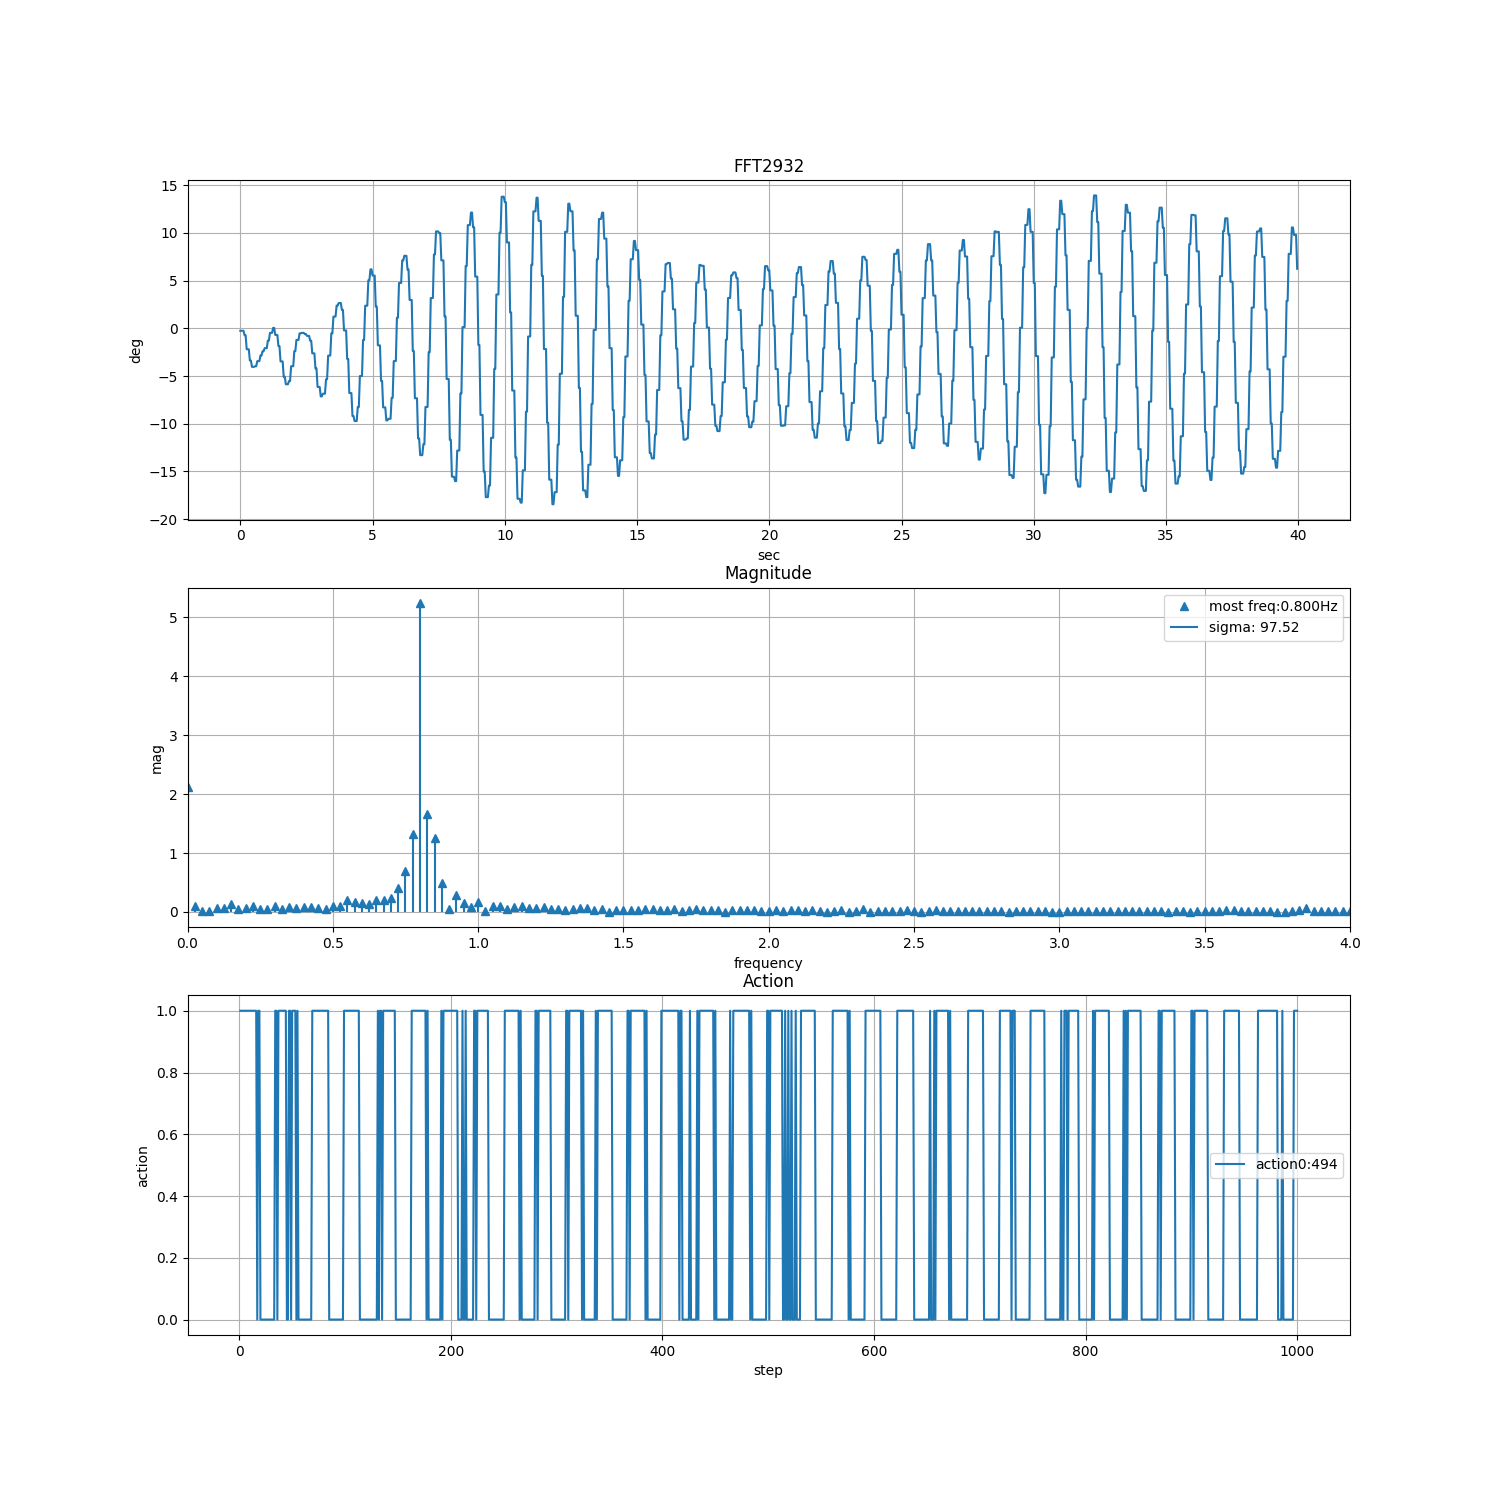 FFT2932
15
10
5
0
−5
−10
−15
−20
deg
0 5 10 15 20 25 30 35 40
sec
Magnitude
most freq:0.800Hz
sigma: 97.52
5
4
3
2
1
0
mag
0.0 0.5 1.0 1.5 2.0 2.5 3.0 3.5 4.0
frequency
Action
1.0
0.8
0.6
0.4
0.2
0.0
action
action0:494
0 200 400 600 800 1000
step